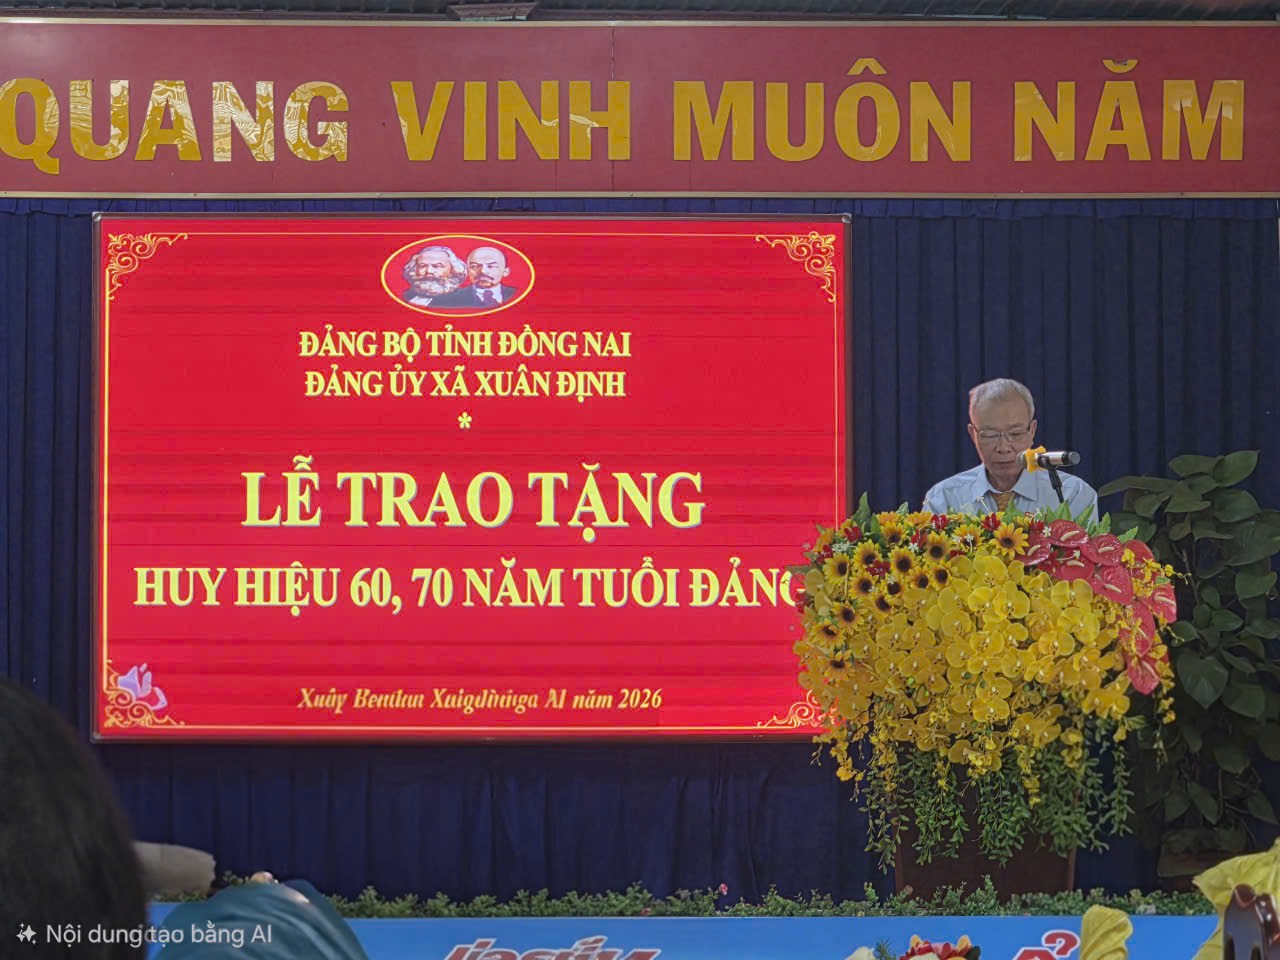 QUANG VINH MUÔN NĂM
ĐẢNG BỘ TỈNH ĐỒNG NAI
ĐẢNG ỦY XÃ XUÂN ĐỊNH
*
LỄ TRAO TẶNG
HUY HIỆU 60, 70 NĂM TUỔI ĐẢNG
năm 2026
Nội dung tạo bằng AI